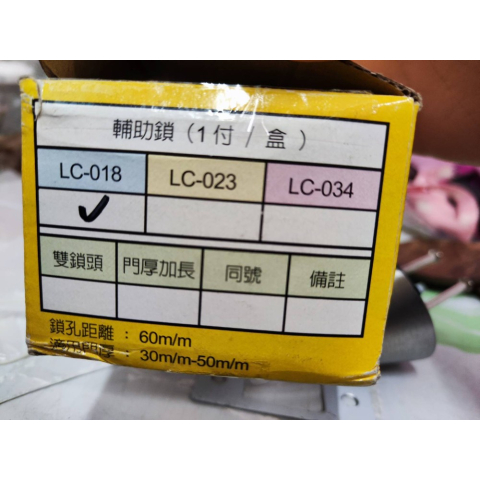 輔助鎖（1付 / 盒 ）
LC-018 LC-023 LC-034
✓
雙鎖頭 門厚加長 同號 備註
鎖孔距離 : 60m/m
適用門厚 : 30m/m-50m/m